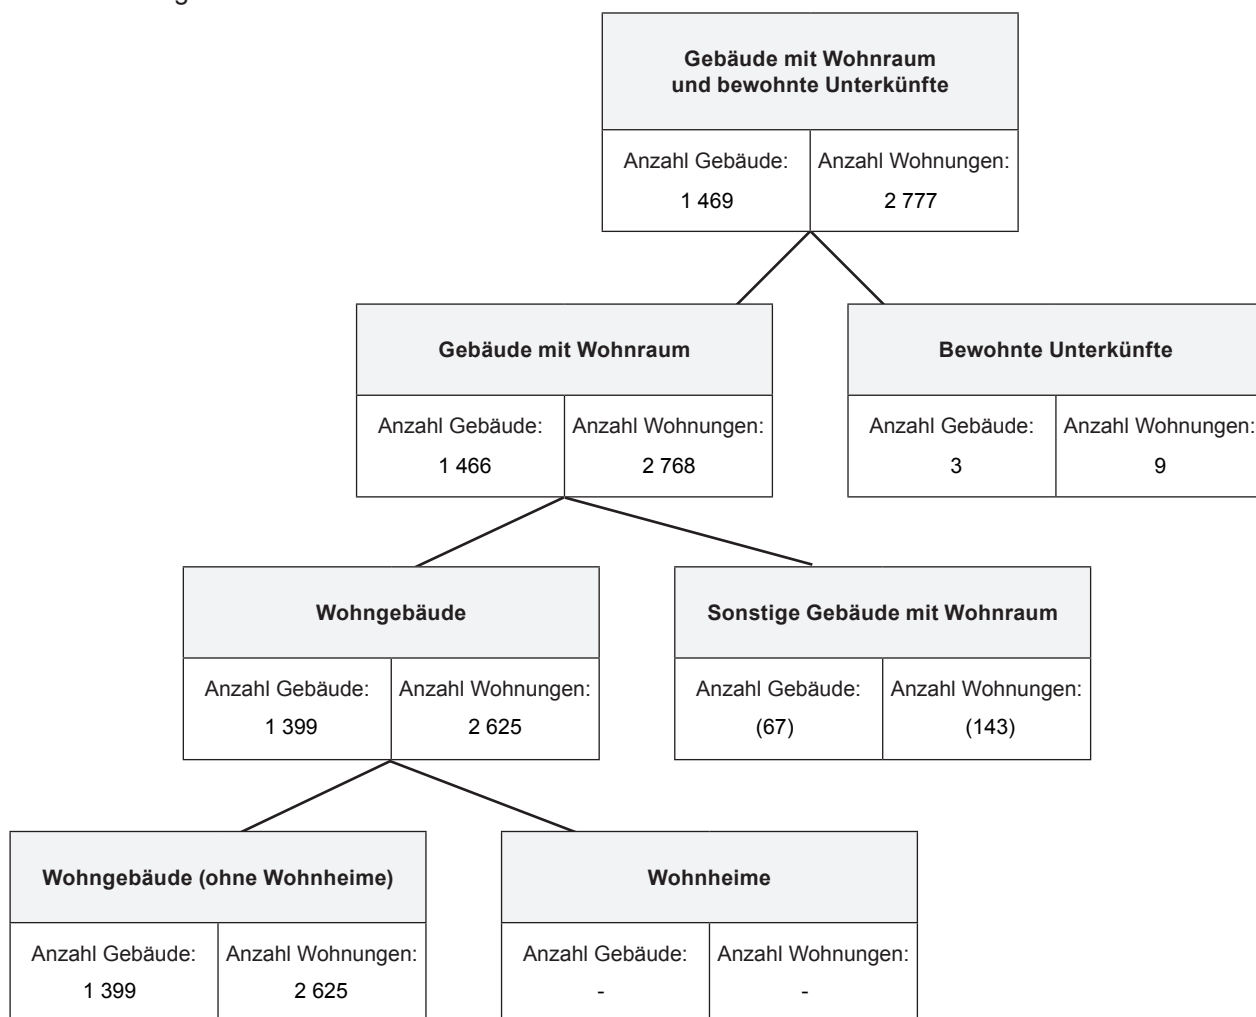 Gebäude mit Wohnraum
und bewohnte Unterkünfte
Anzahl Gebäude: Anzahl Wohnungen:
1 469 2 777
Gebäude mit Wohnraum
Anzahl Gebäude: Anzahl Wohnungen:
1 466 2 768
Bewohnte Unterkünfte
Anzahl Gebäude: Anzahl Wohnungen:
3 9
Wohngebäude
Anzahl Gebäude: Anzahl Wohnungen:
1 399 2 625
Sonstige Gebäude mit Wohnraum
Anzahl Gebäude: Anzahl Wohnungen:
(67) (143)
Wohngebäude (ohne Wohnheime)
Anzahl Gebäude: Anzahl Wohnungen:
1 399 2 625
Wohnheime
Anzahl Gebäude: Anzahl Wohnungen:
- -